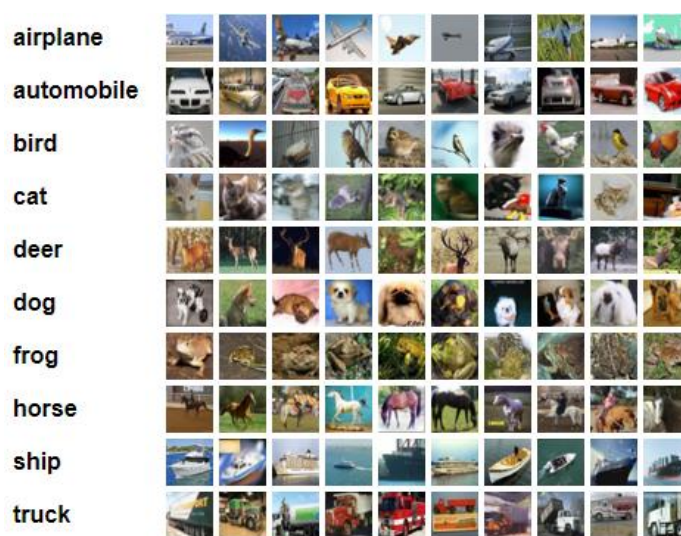 airplane
automobile
bird
cat
deer
dog
frog
horse
ship
truck